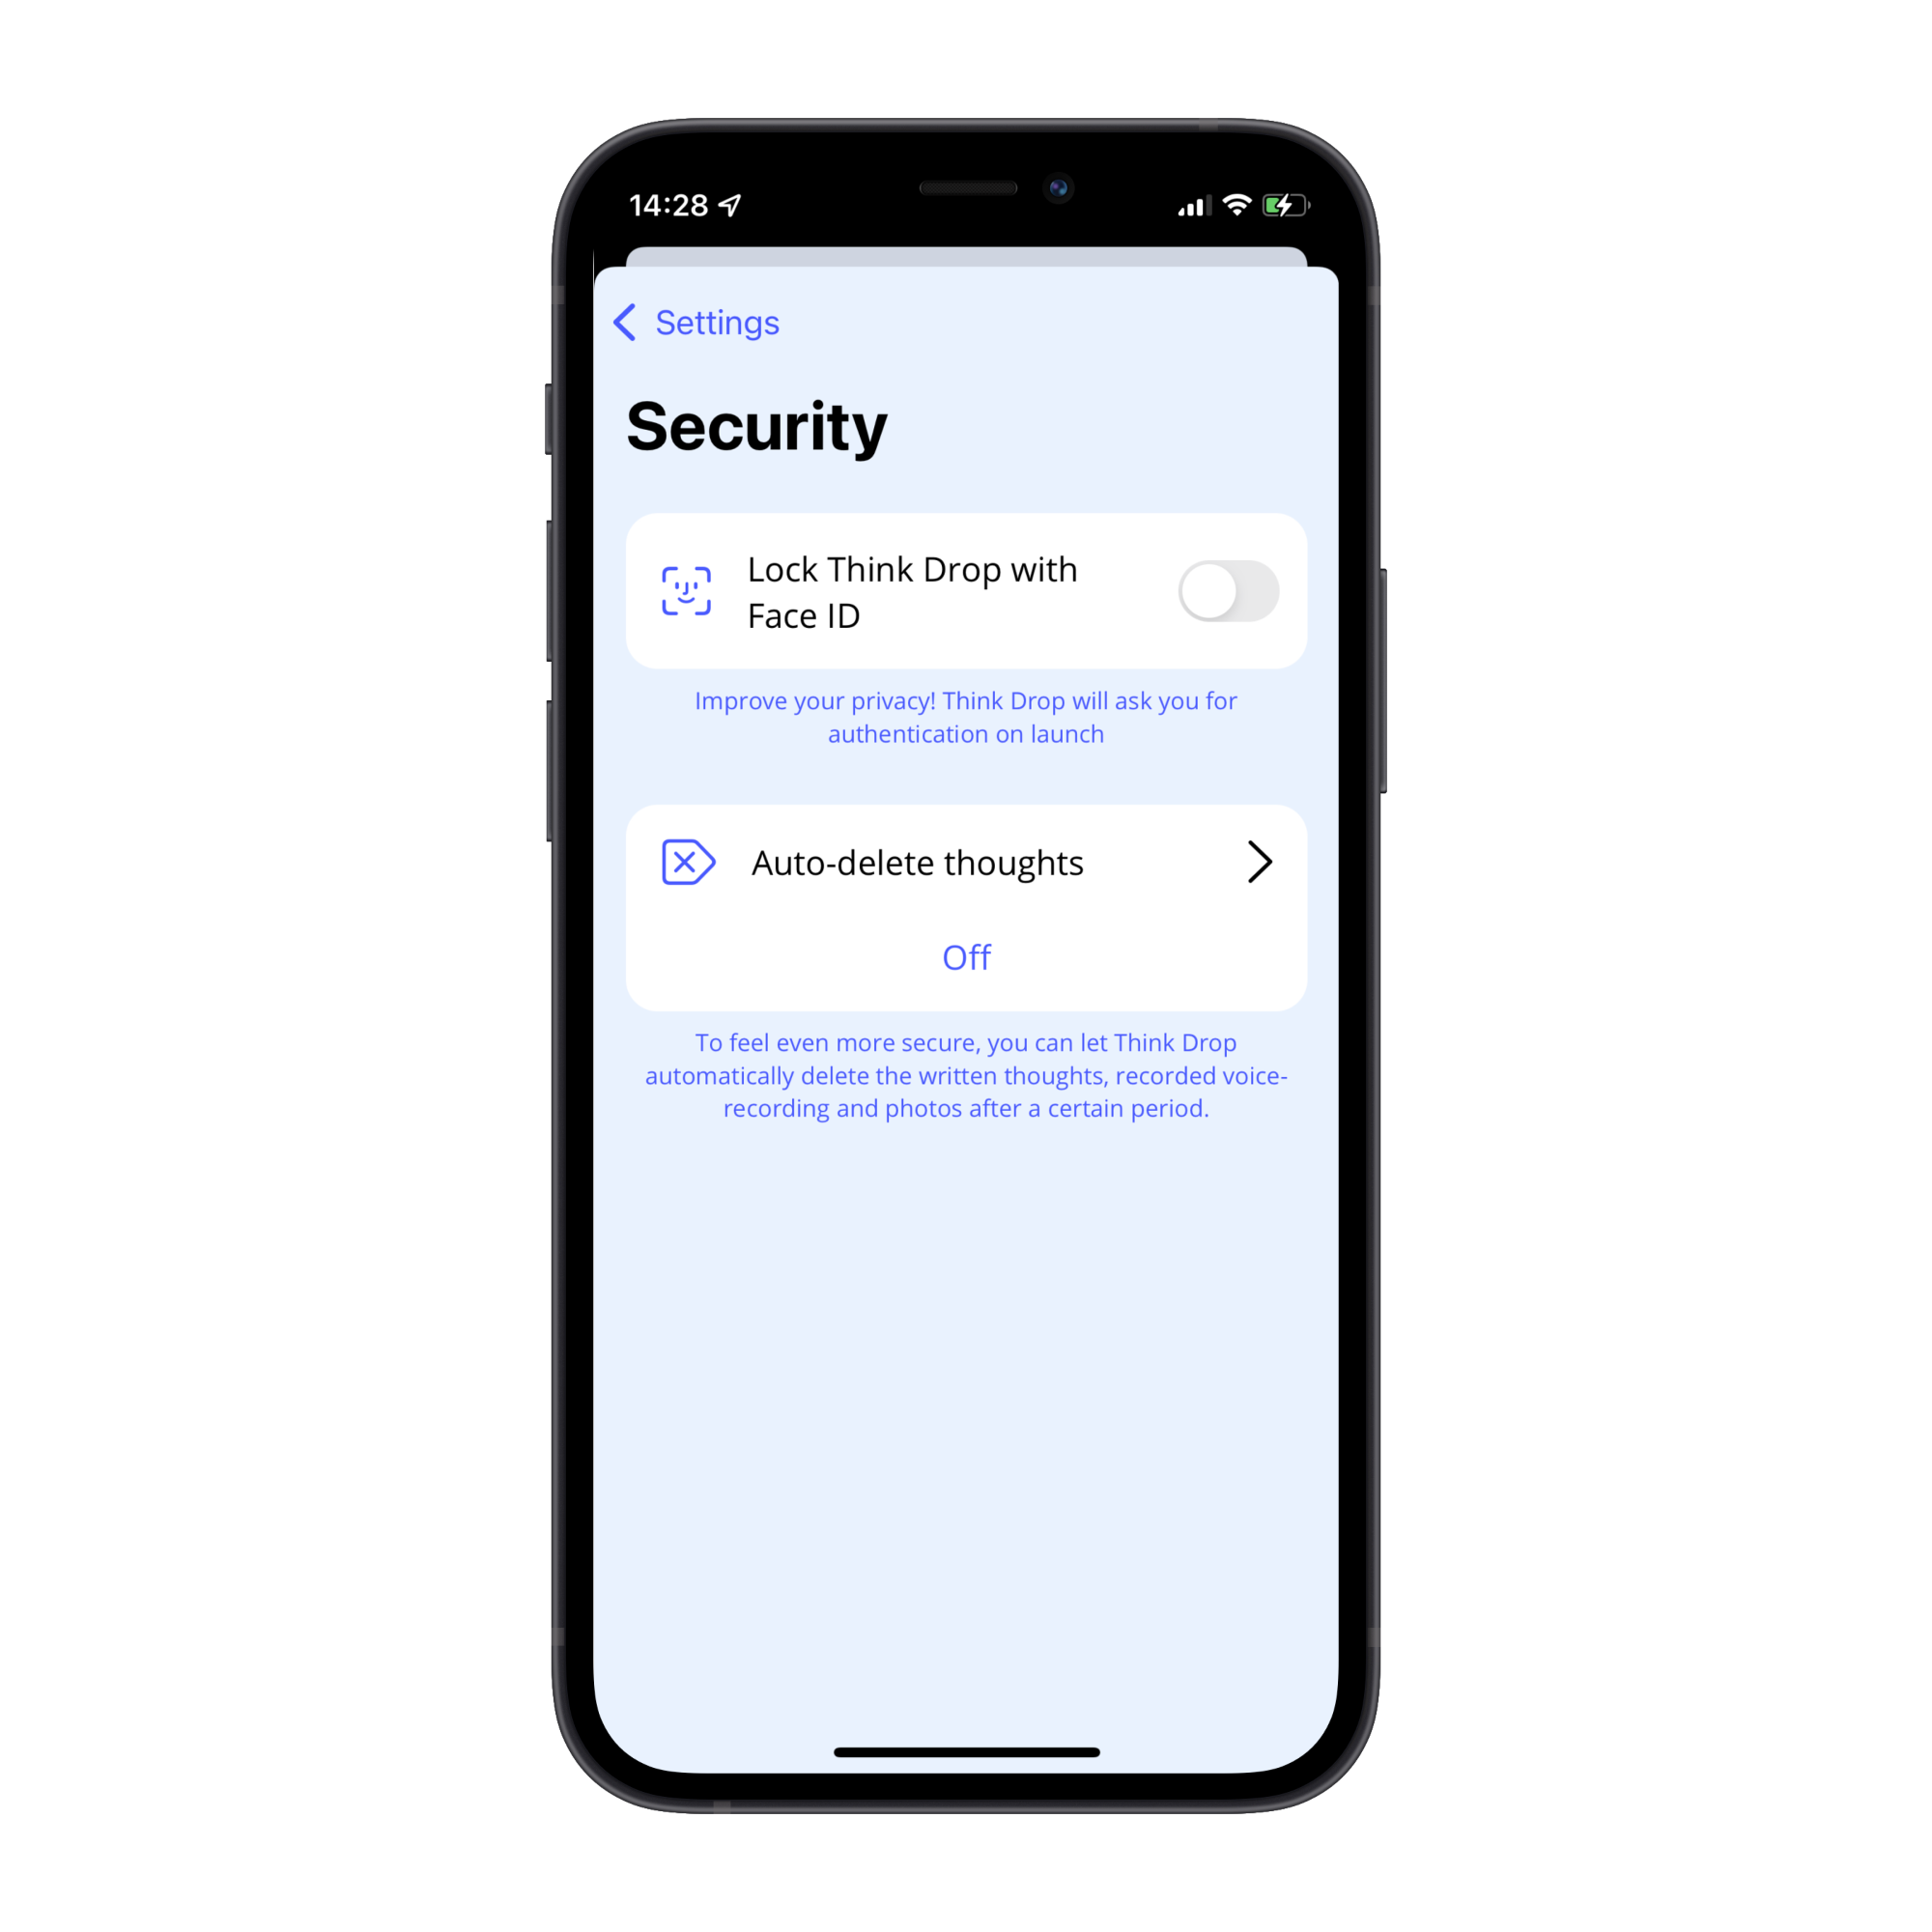 14:28
Settings
Security
Lock Think Drop with
Face ID
Improve your privacy! Think Drop will ask you for
authentication on launch
Auto-delete thoughts
Off
To feel even more secure, you can let Think Drop
automatically delete the written thoughts, recorded voice-
recording and photos after a certain period.